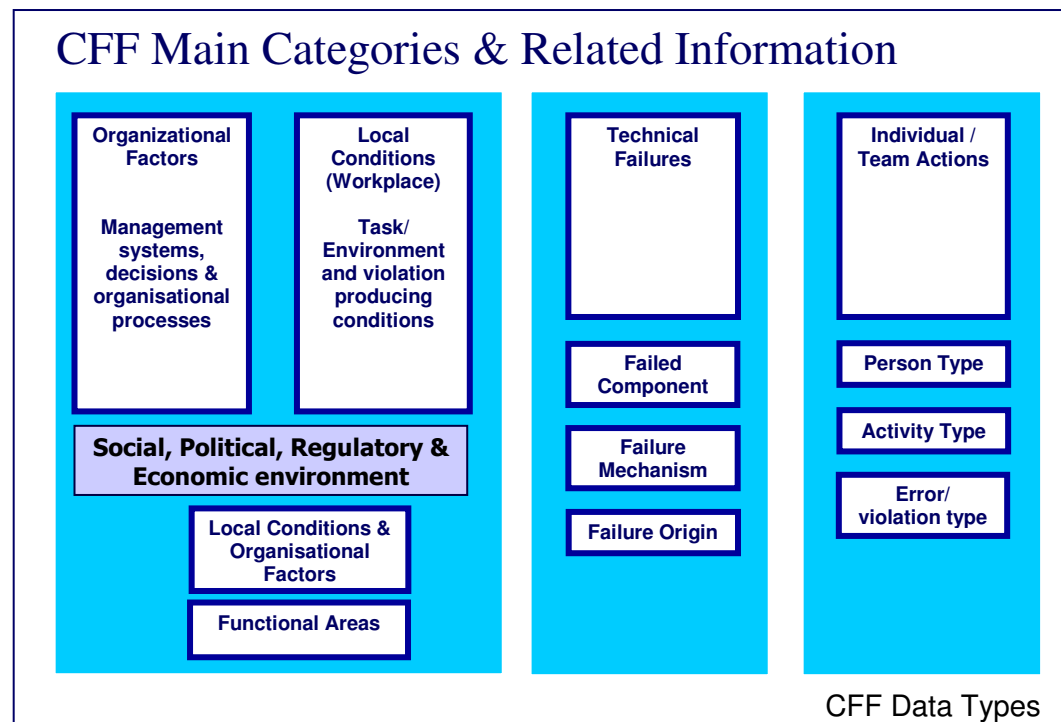 CFF Main Categories & Related Information
Organizational
Factors
Management
systems,
decisions &
organisational
processes
Local
Conditions
(Workplace)
Task/
Environment
and violation
producing
conditions
Social, Political, Regulatory &
Economic environment
Local Conditions &
Organisational
Factors
Functional Areas
Technical
Failures
Failed
Component
Failure
Mechanism
Failure Origin
Individual /
Team Actions
Person Type
Activity Type
Error/
violation type
CFF Data Types